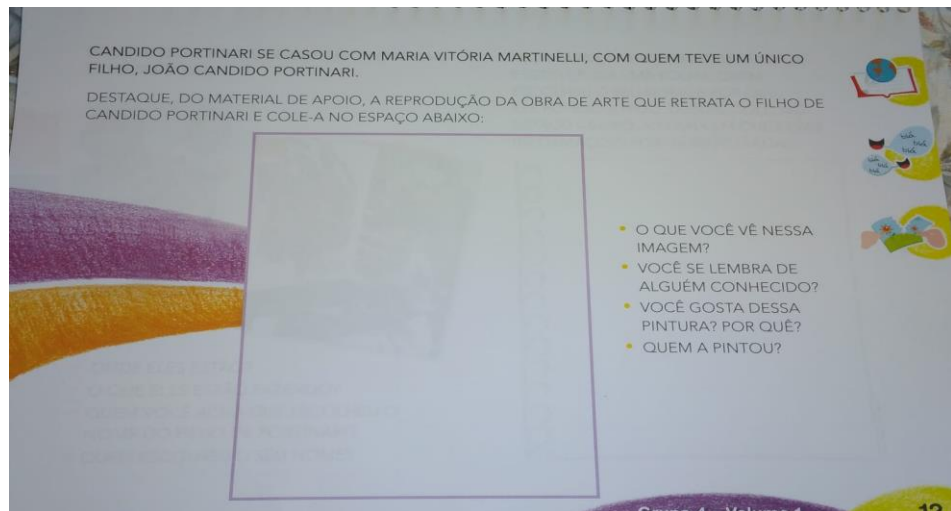 CANDIDO PORTINARI SE CASOU COM MARIA VITÓRIA MARTINELLI, COM QUEM TEVE UM ÚNICO
FILHO, JOÃO CANDIDO PORTINARI.
DESTAQUE, DO MATERIAL DE APOIO, A REPRODUÇÃO DA OBRA DE ARTE QUE RETRATA O FILHO DE
CANDIDO PORTINARI E COLE-A NO ESPAÇO ABAIXO:
• O QUE VOCÊ VÊ NESSA
IMAGEM?
• VOCÊ SE LEMBRA DE
ALGUÉM CONHECIDO?
• VOCÊ GOSTA DESSA
PINTURA? POR QUÊ?
• QUEM A PINTOU?